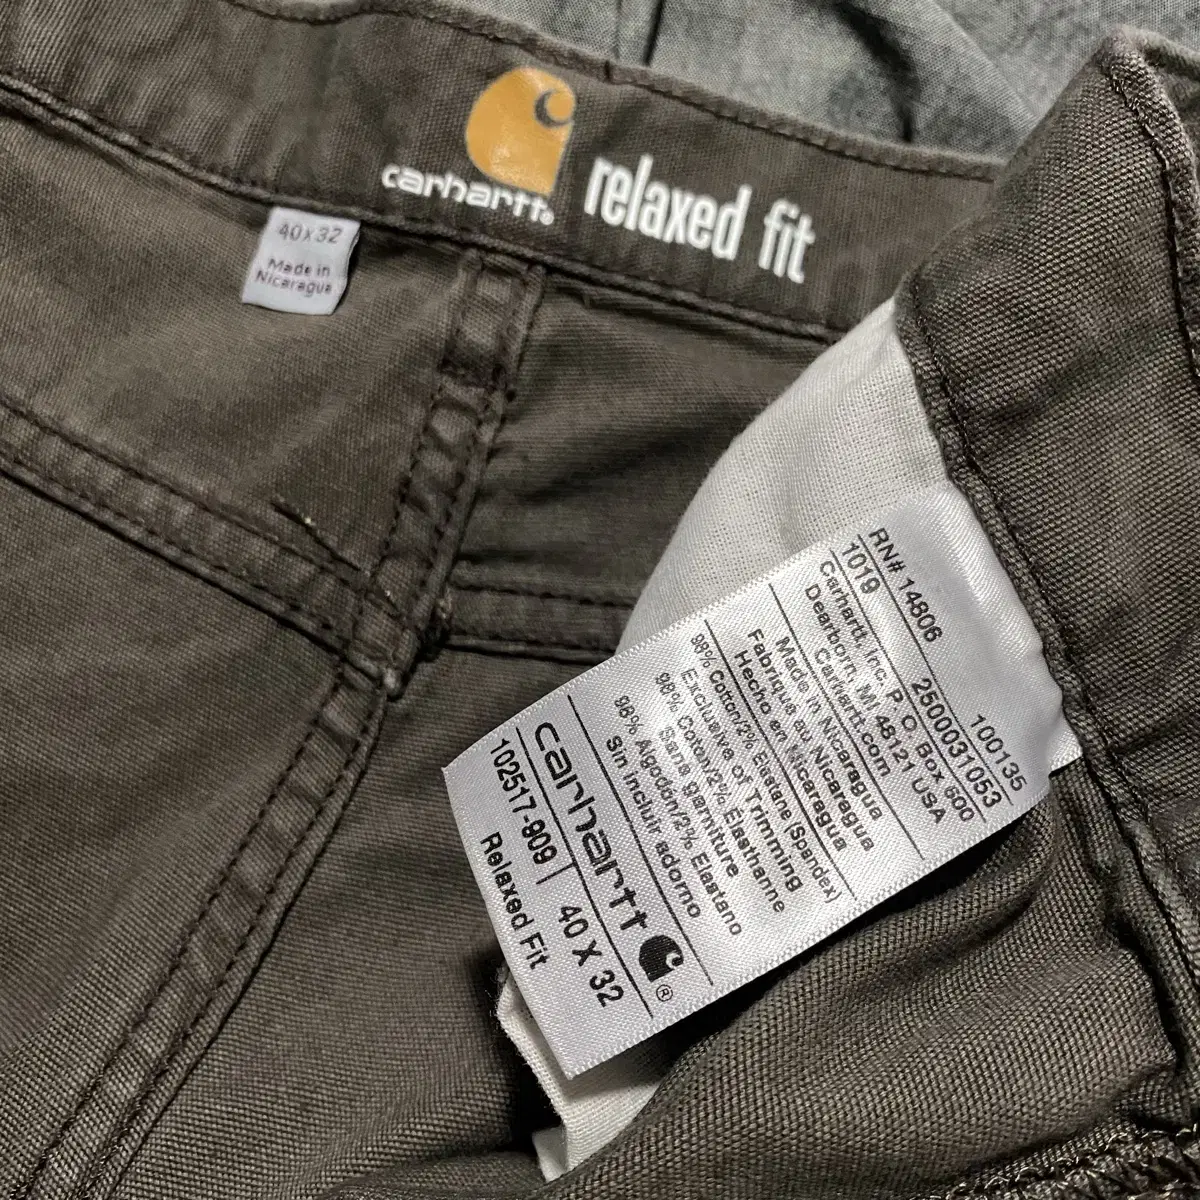 carhartt®
relaxed fit
40x32
Made in
Nicaragua
RN# 14806
100135
1019
2500031053
Carhartt, Inc. P. O. Box 600
Dearborn, MI 48121 USA
Carhartt.com
Made in Nicaragua
Fabriqué au Nicaragua
Hecho en Nicaragua
98% Cotton/2% Elastane (Spandex)
Exclusive of Trimming
98% Coton/2% Elasthanne
Sans garniture
98% Algodón/2% Elastano
Sin incluir adorno
carhartt ®
102517-909 | 40 X 32
Relaxed Fit